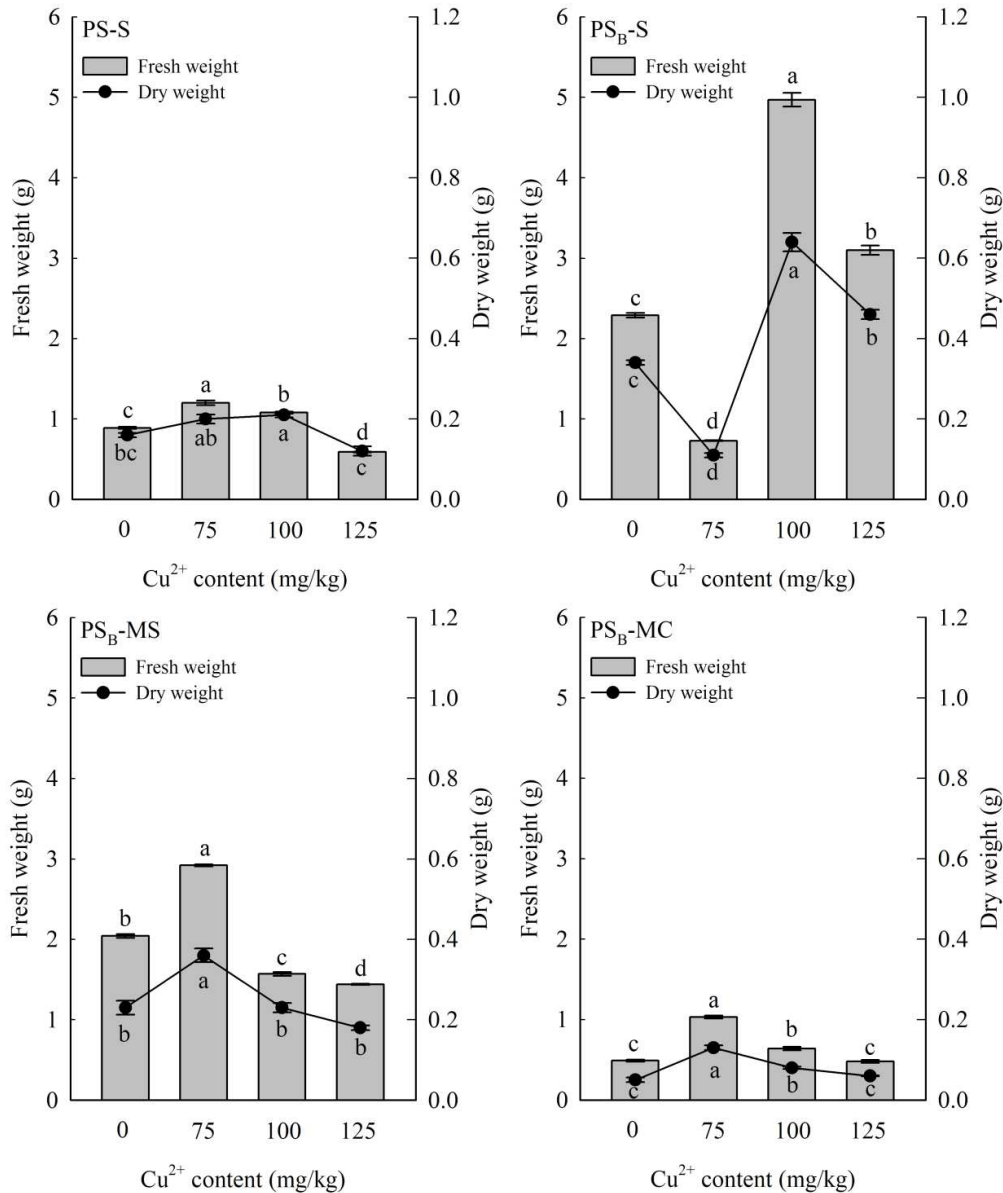 PS-S
Fresh weight
Dry weight
Fresh weight (g)
0
1
2
3
4
5
6
Dry weight (g)
0.0
0.2
0.4
0.6
0.8
1.0
1.2
c
a
b
d
bc
ab
a
c
0 75 100 125
Cu²⁺ content (mg/kg)
PS_B-S
Fresh weight
Dry weight
Fresh weight (g)
0
1
2
3
4
5
6
Dry weight (g)
0.0
0.2
0.4
0.6
0.8
1.0
1.2
c
d
a
b
c
d
a
b
0 75 100 125
Cu²⁺ content (mg/kg)
PS_B-MS
Fresh weight
Dry weight
Fresh weight (g)
0
1
2
3
4
5
6
Dry weight (g)
0.0
0.2
0.4
0.6
0.8
1.0
1.2
b
a
c
d
b
a
b
b
0 75 100 125
Cu²⁺ content (mg/kg)
PS_B-MC
Fresh weight
Dry weight
Fresh weight (g)
0
1
2
3
4
5
6
Dry weight (g)
0.0
0.2
0.4
0.6
0.8
1.0
1.2
c
a
b
c
c
a
b
c
0 75 100 125
Cu²⁺ content (mg/kg)